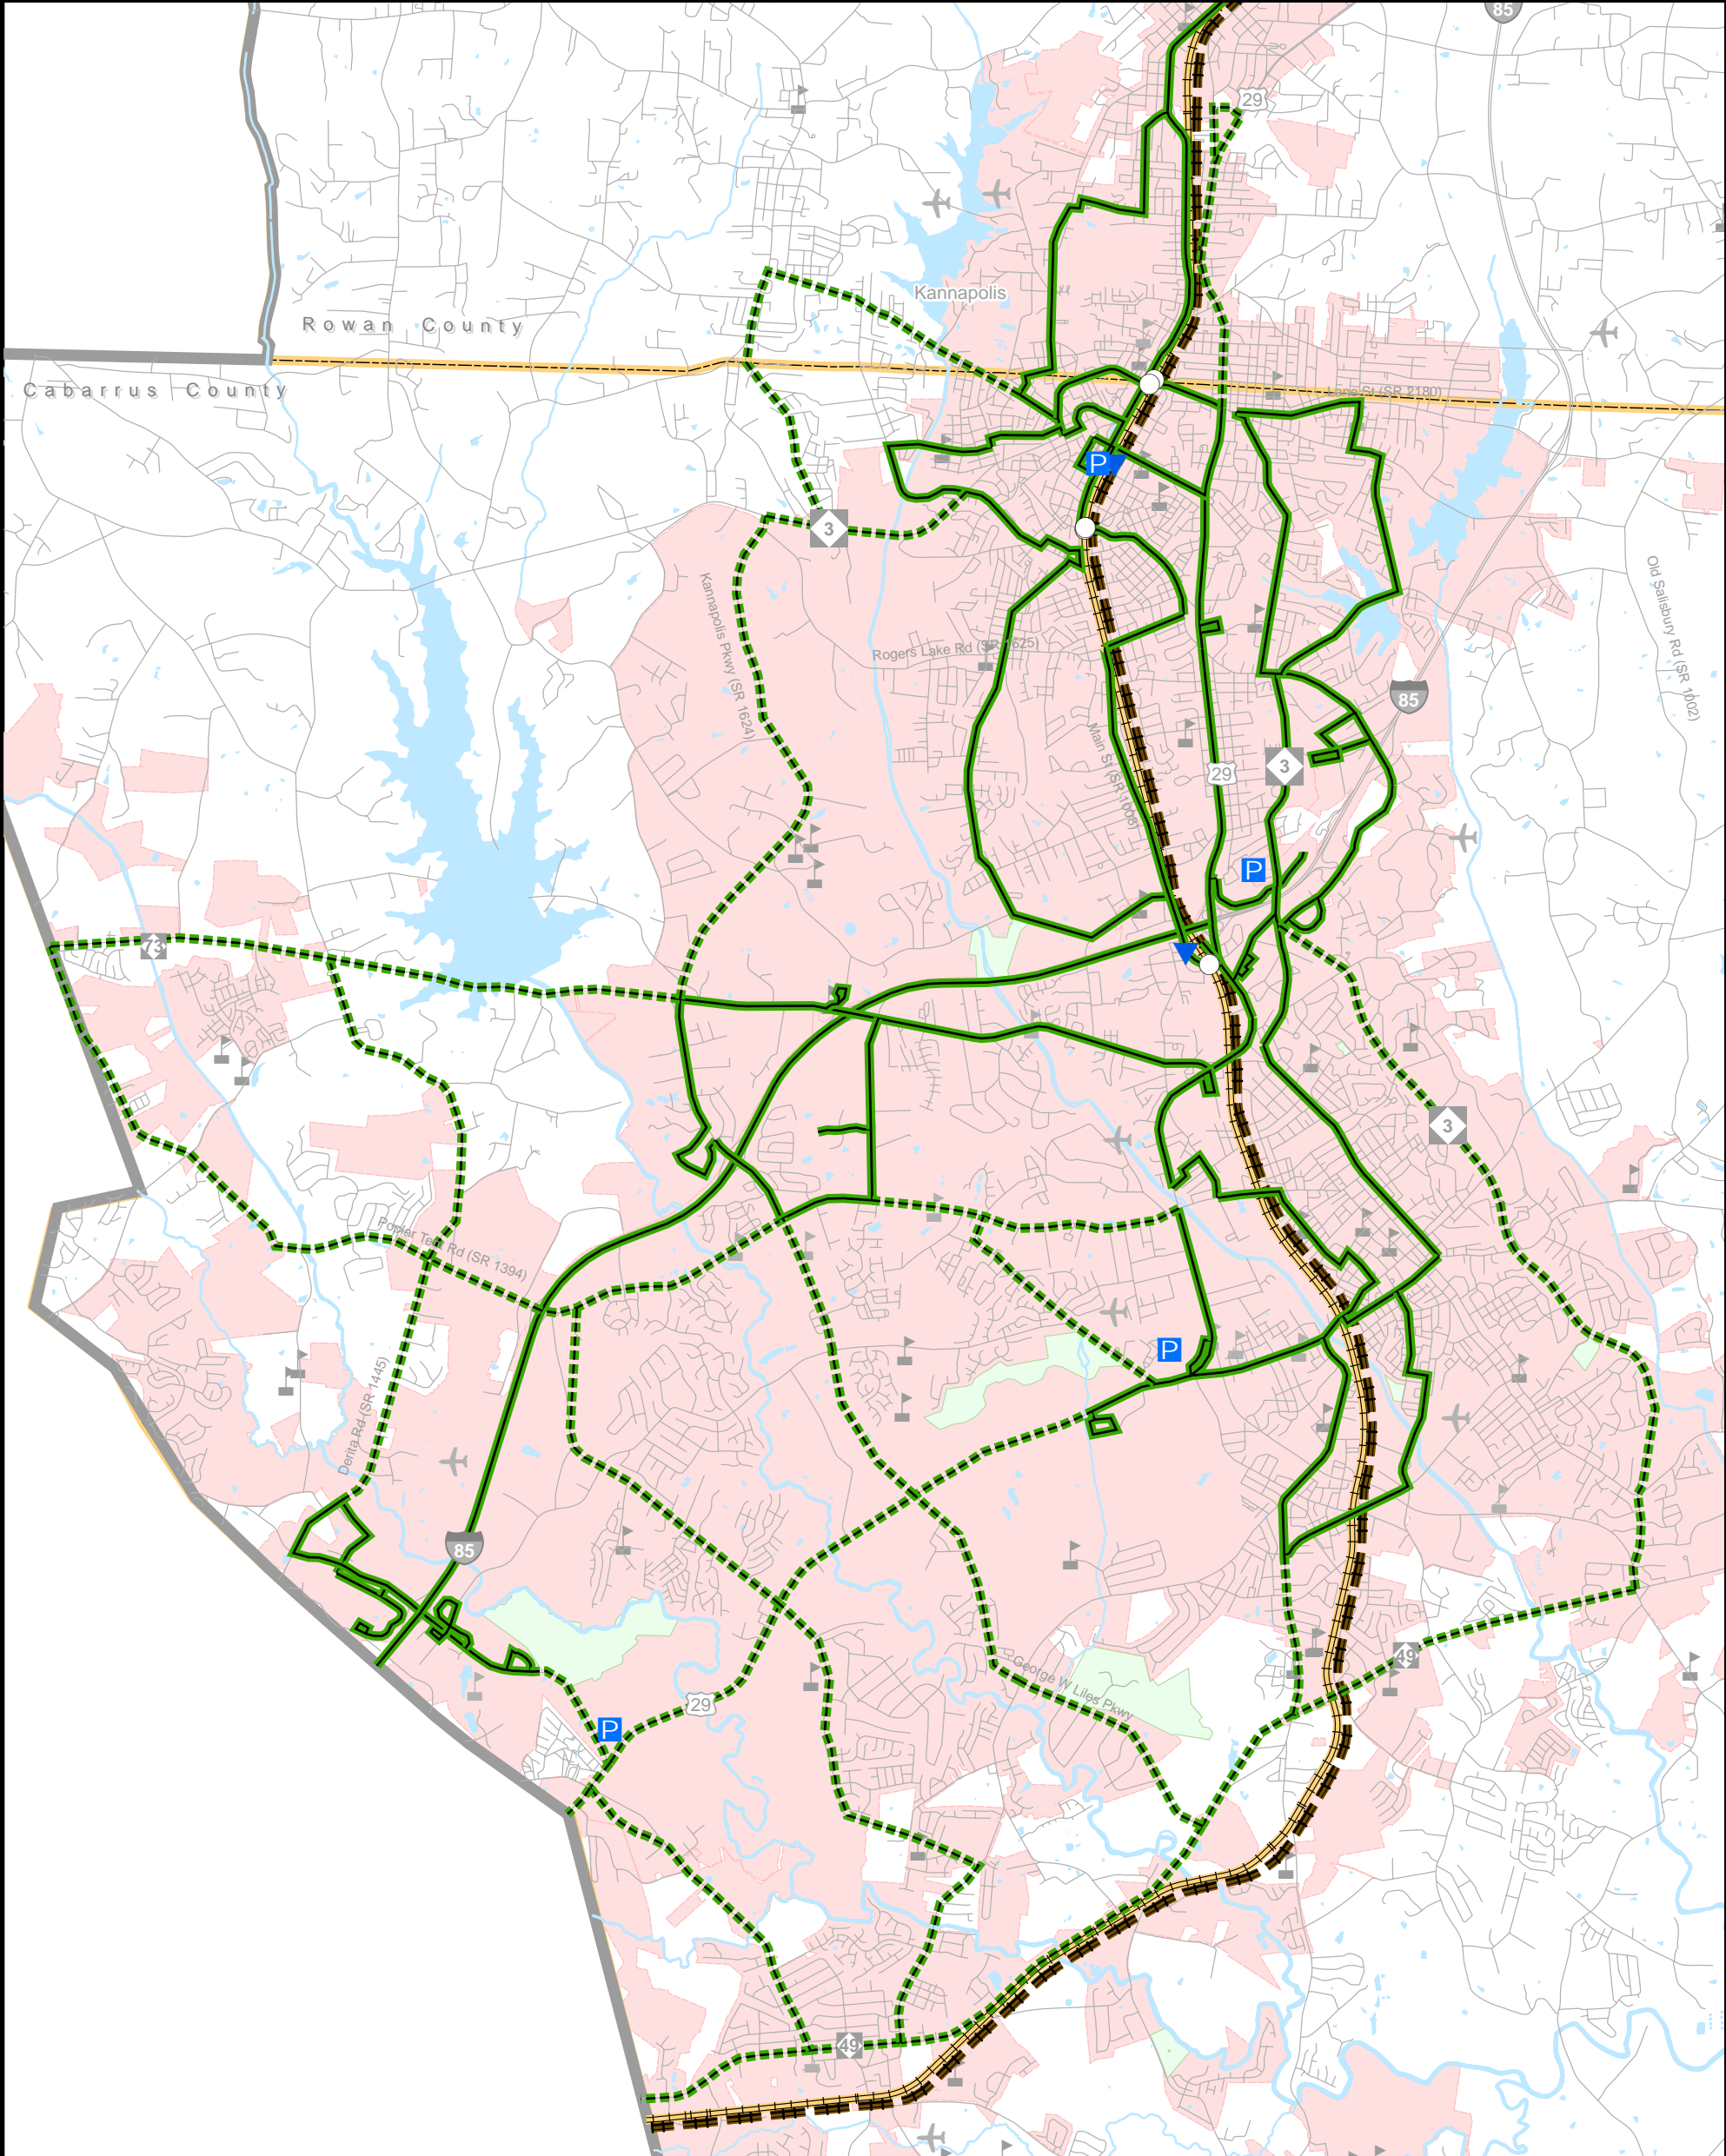 85
29
Kannapolis
Rowan County
Cabarrus County
Lane St (SR 2180)
P
3
Kannapolis Pkwy (SR 1624)
Rogers Lake Rd (SR 1625)
Old Salisbury Rd (SR 1002)
85
Main St (SR 1008)
29
3
P
73
3
Poplar Tent Rd (SR 1394)
P
Derita Rd (SR 1445)
85
49
George W Liles Pkwy
29
P
49